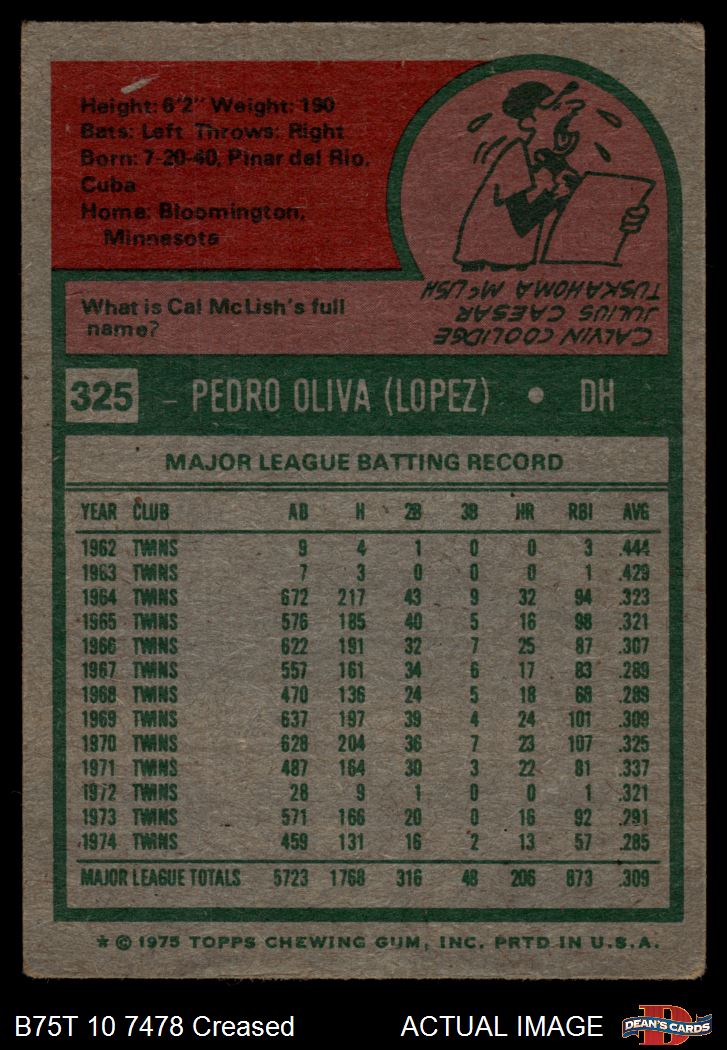 Height: 6'2" Weight: 190
Bats: Left Throws: Right
Born: 7-20-40, Pinar del Rio,
Cuba
Home: Bloomington,
Minnesota
What is Cal McLish's full
name?
CALVIN COOLIDGE
JULIUS CAESAR
TUSKAHOMA McLISH
325 PEDRO OLIVA (LOPEZ) • DH
MAJOR LEAGUE BATTING RECORD
YEAR CLUB AB H 2B 3B HR RBI AVG
1962 TWINS 9 4 1 0 0 3 .444
1963 TWINS 7 3 0 0 0 1 .429
1964 TWINS 672 217 43 9 32 94 .323
1965 TWINS 576 185 40 5 16 98 .321
1966 TWINS 622 191 32 7 25 87 .307
1967 TWINS 557 161 34 6 17 83 .289
1968 TWINS 470 136 24 5 18 68 .289
1969 TWINS 637 197 39 4 24 101 .309
1970 TWINS 628 204 36 7 23 107 .325
1971 TWINS 487 164 30 3 22 81 .337
1972 TWINS 28 9 1 0 0 1 .321
1973 TWINS 571 166 20 0 16 92 .291
1974 TWINS 459 131 16 2 13 57 .285
MAJOR LEAGUE TOTALS 5723 1768 316 48 206 873 .309
* © 1975 TOPPS CHEWING GUM, INC. PRTD IN U.S.A.
B75T 10 7478 Creased ACTUAL IMAGE
D
DEAN'S CARDS